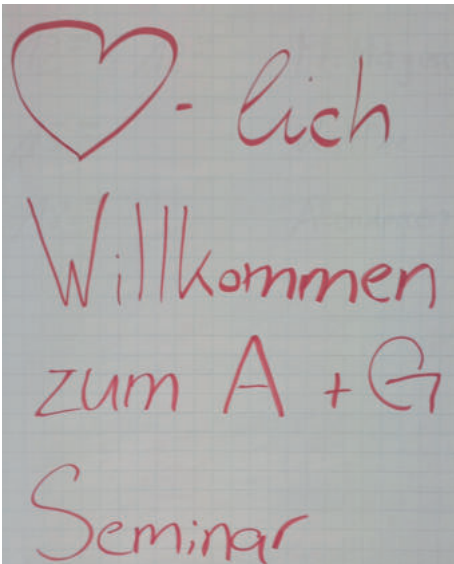 ♡- lich
Willkommen
zum A + G
Seminar